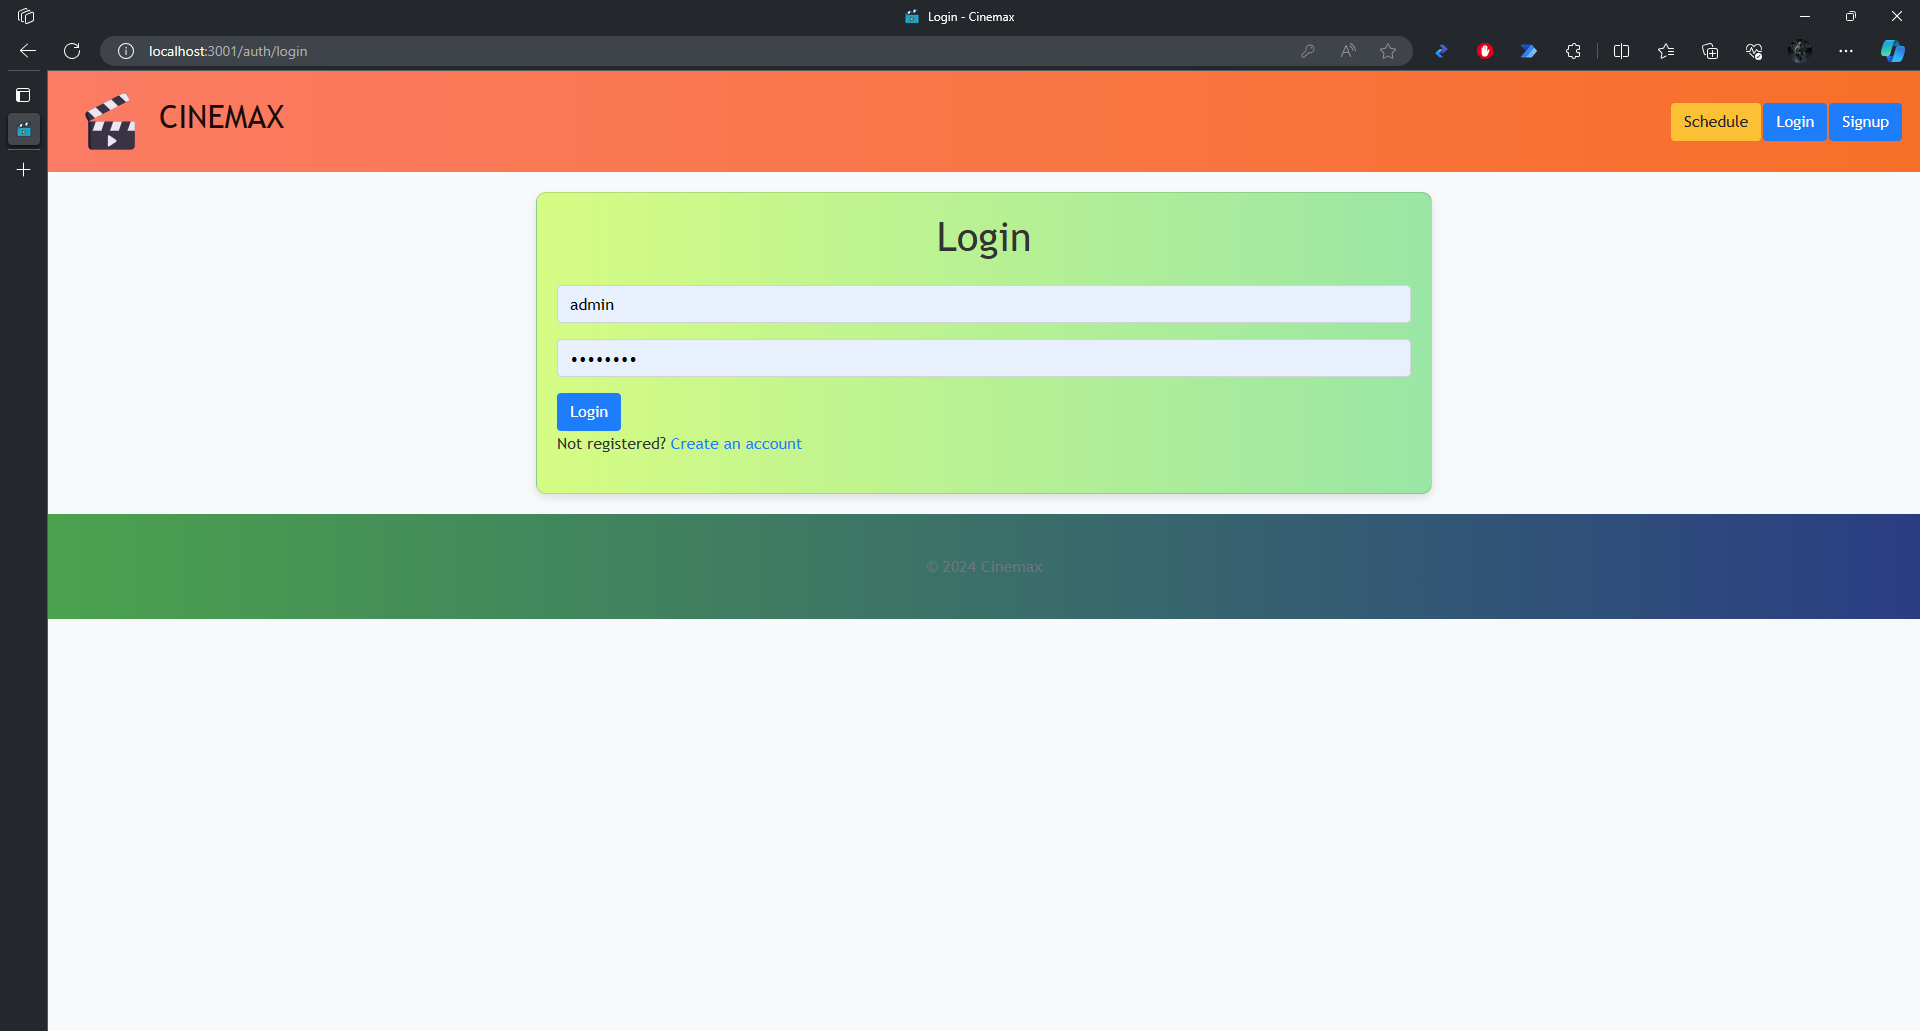 Login - Cinemax
localhost:3001/auth/login
CINEMAX
Schedule Login Signup
Login
admin
••••••••
Login
Not registered? Create an account
© 2024 Cinemax